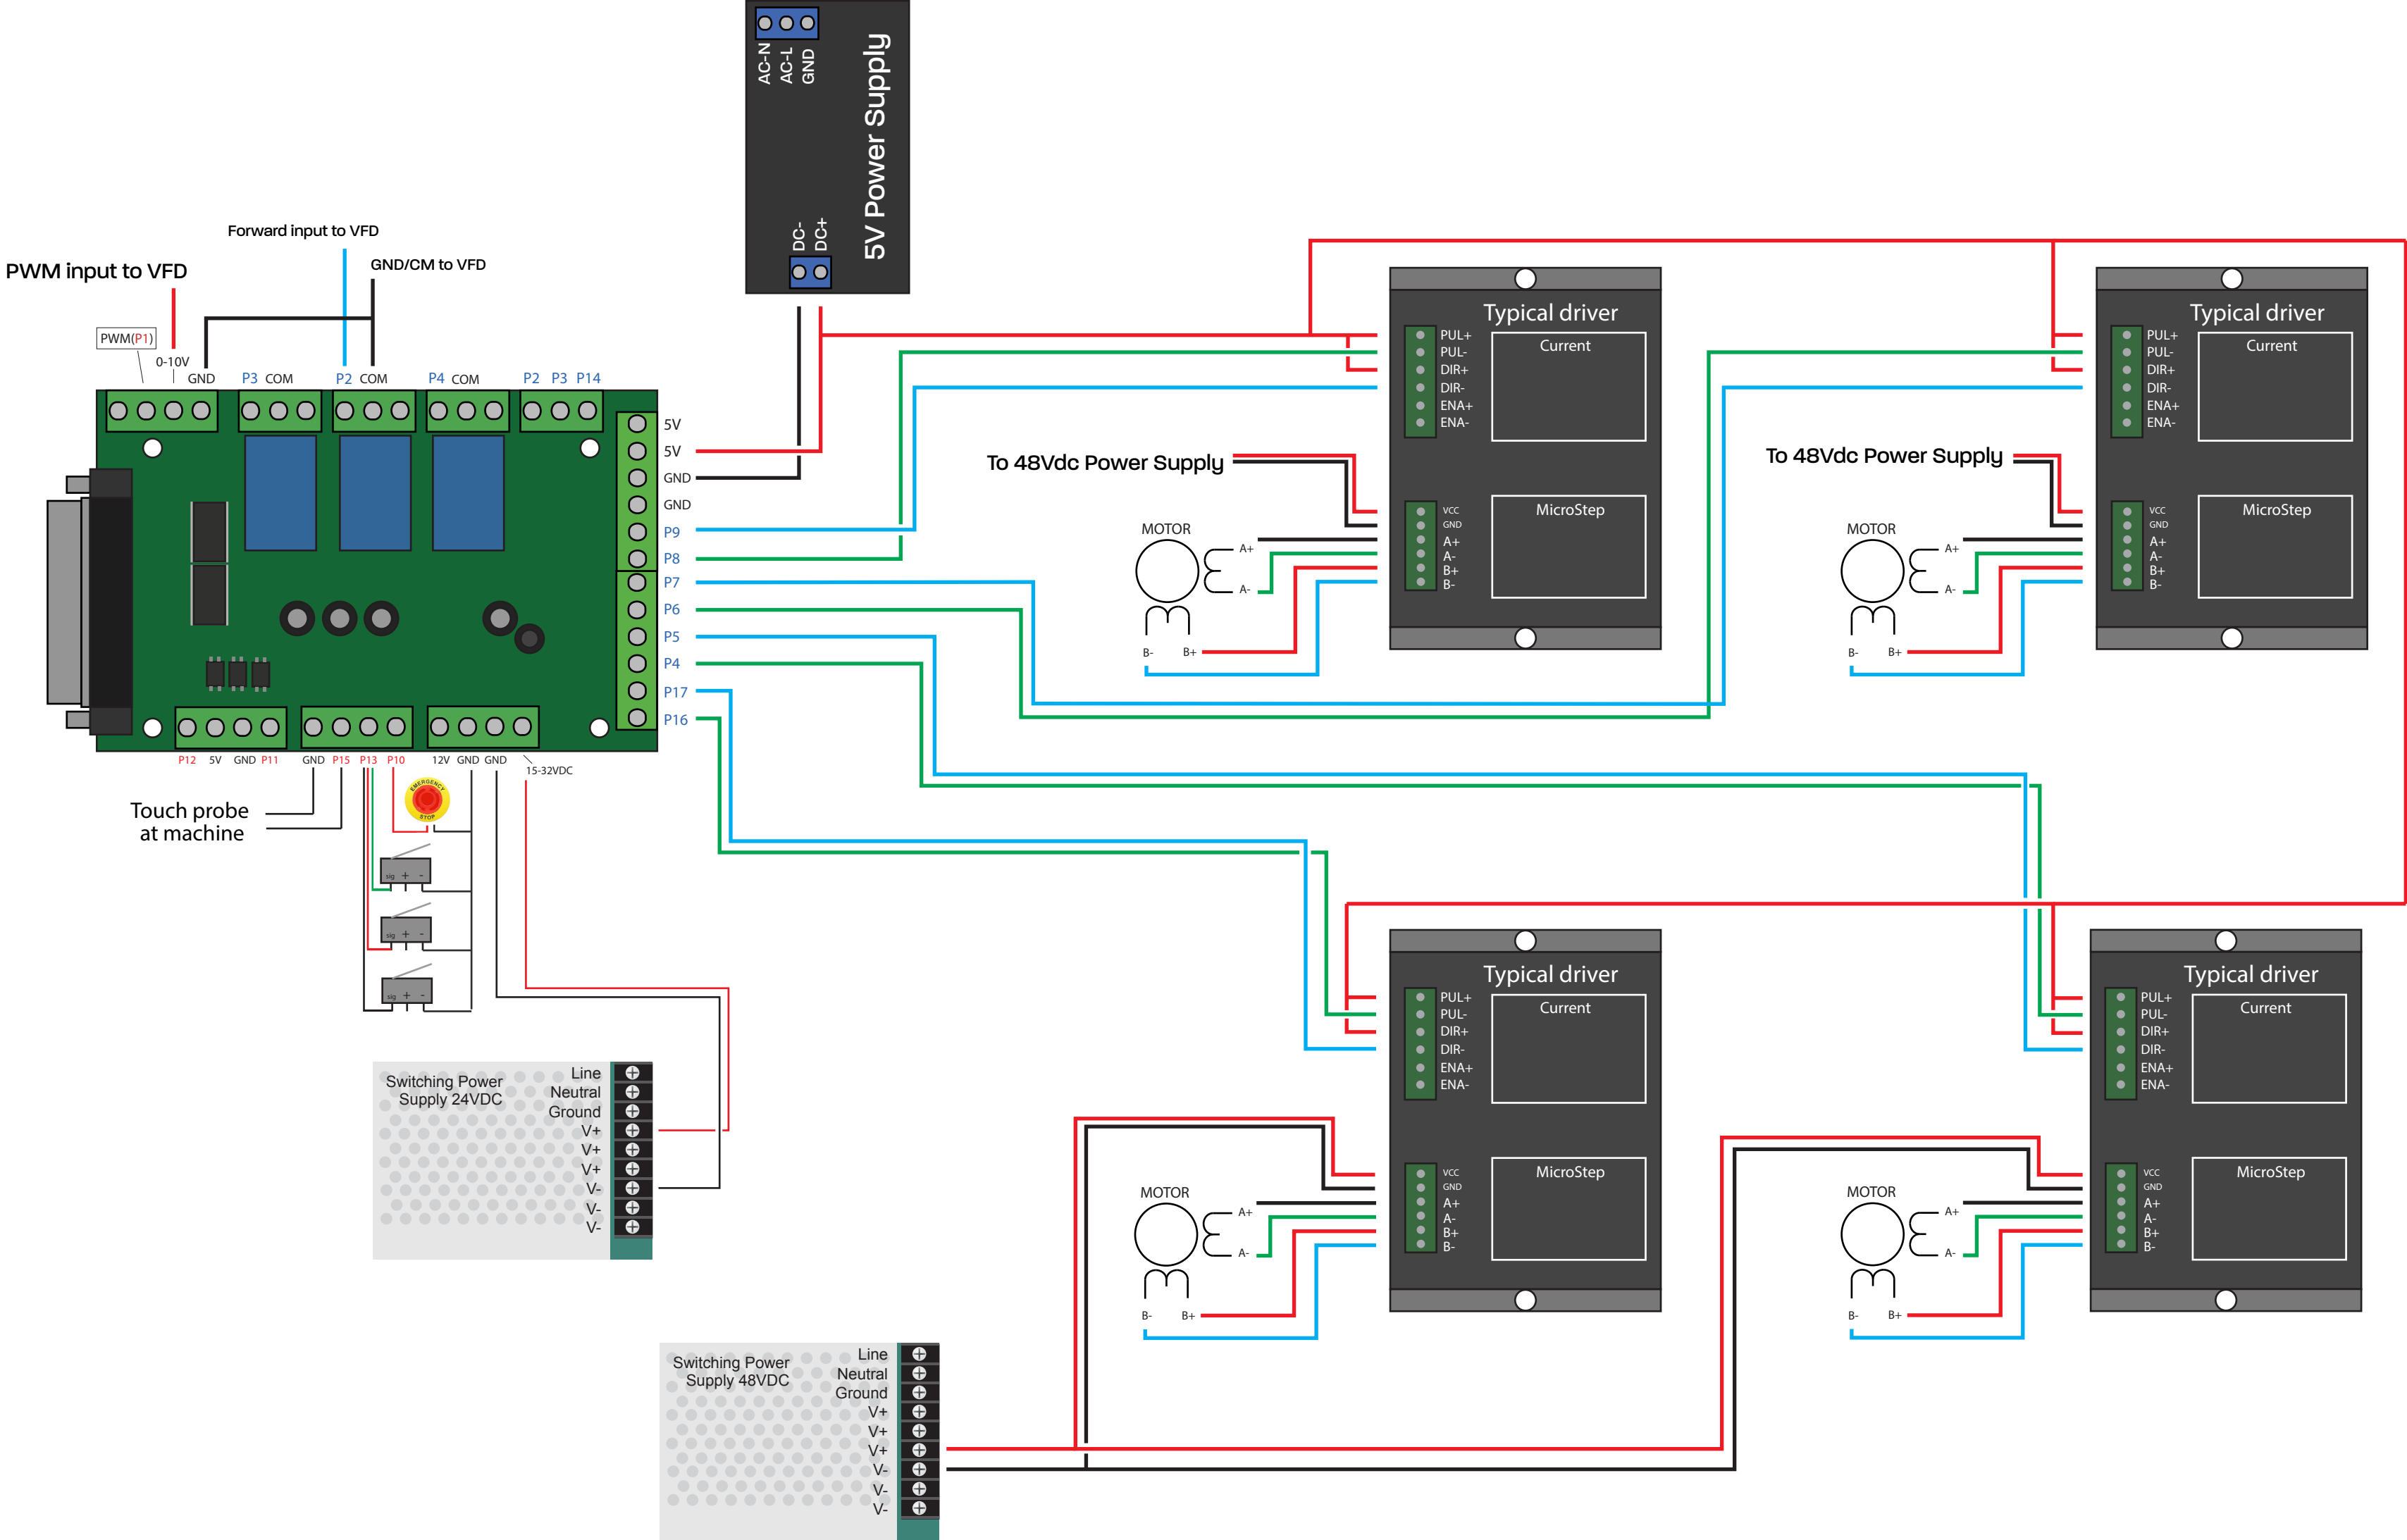 AC-N
AC-L
GND
5V Power Supply
DC-
DC+
Forward input to VFD
GND/CM to VFD
PWM input to VFD
PWM(P1)
0-10V
GND
P3 COM
P2 COM
P4 COM
P2 P3 P14
5V
5V
GND
GND
P9
P8
P7
P6
P5
P4
P17
P16
P12 5V GND P11
GND P15 P13 P10
12V GND GND
15-32VDC
Touch probe
at machine
EMERGENCY
STOP
sig + -
sig + -
sig + -
Switching Power
Supply 24VDC
Line
Neutral
Ground
V+
V+
V+
V-
V-
V-
Switching Power
Supply 48VDC
Line
Neutral
Ground
V+
V+
V+
V-
V-
V-
Typical driver
Current
PUL+
PUL-
DIR+
DIR-
ENA+
ENA-
To 48Vdc Power Supply
MicroStep
VCC
GND
A+
A-
B+
B-
MOTOR
A+
A-
B- B+
Typical driver
Current
PUL+
PUL-
DIR+
DIR-
ENA+
ENA-
To 48Vdc Power Supply
MicroStep
VCC
GND
A+
A-
B+
B-
MOTOR
A+
A-
B- B+
Typical driver
Current
PUL+
PUL-
DIR+
DIR-
ENA+
ENA-
MicroStep
VCC
GND
A+
A-
B+
B-
MOTOR
A+
A-
B- B+
Typical driver
Current
PUL+
PUL-
DIR+
DIR-
ENA+
ENA-
MicroStep
VCC
GND
A+
A-
B+
B-
MOTOR
A+
A-
B- B+